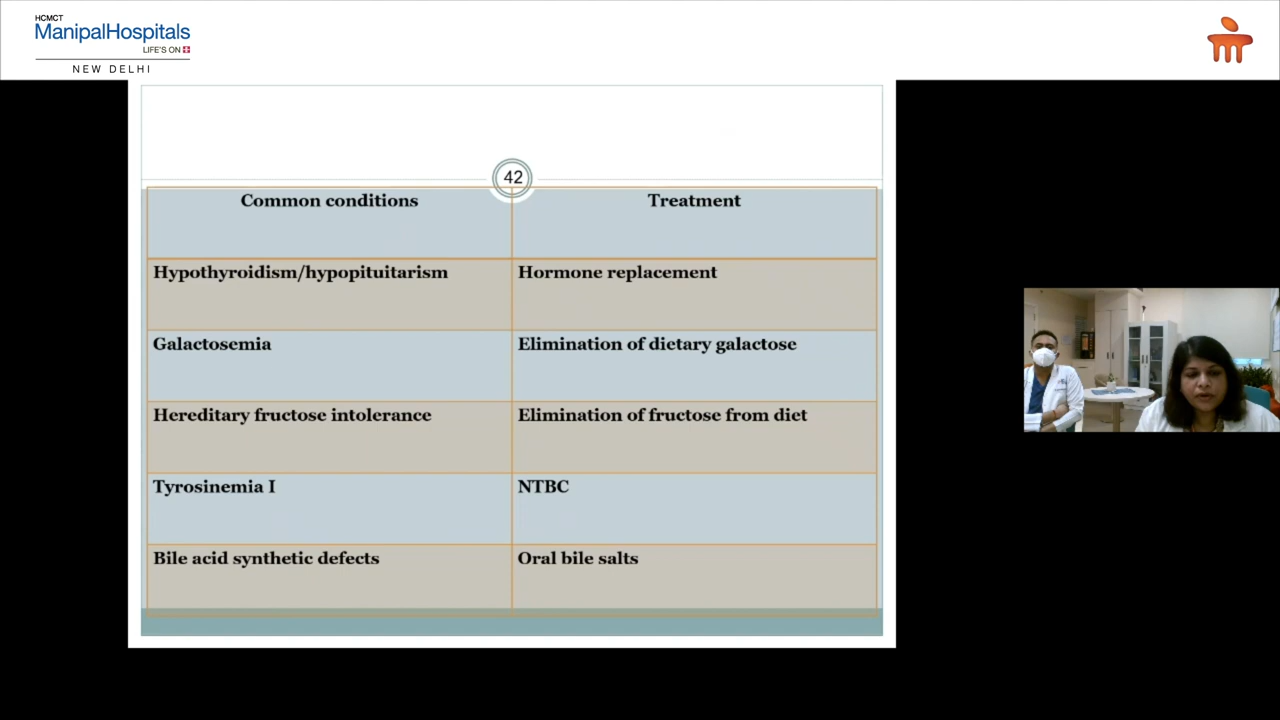 HCMCT
ManipalHospitals
LIFE'S ON
NEW DELHI
42
Common conditions
Treatment
Hypothyroidism/hypopituitarism
Hormone replacement
Galactosemia
Elimination of dietary galactose
Hereditary fructose intolerance
Elimination of fructose from diet
Tyrosinemia I
NTBC
Bile acid synthetic defects
Oral bile salts